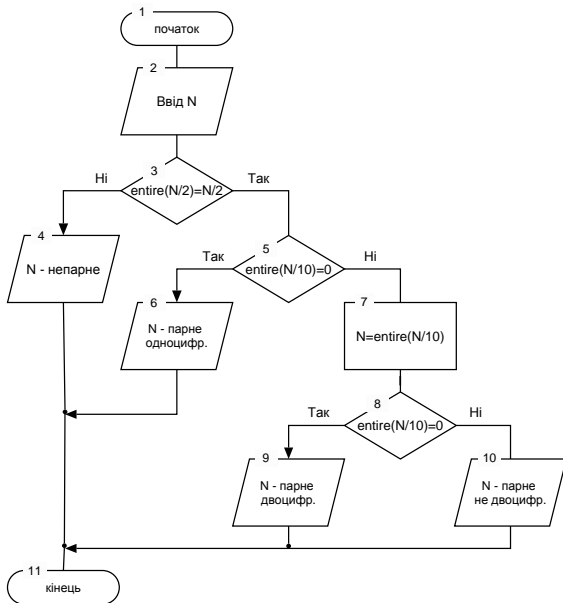 1
початок
2
Ввід N
3
Ні
Так
entire(N/2)=N/2
4
N - непарне
5
Так
Ні
entire(N/10)=0
6
N - парне
одноцифр.
7
N=entire(N/10)
8
Так
Ні
entire(N/10)=0
9
N - парне
двоцифр.
10
N - парне
не двоцифр.
11
кінець